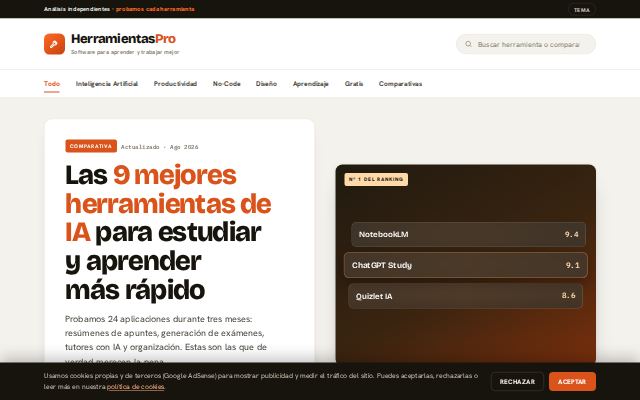 Análisis independientes · probamos cada herramienta
TEMA
HerramientasPro
Software para aprender y trabajar mejor
Buscar herramienta o compara
Todo
Inteligencia Artificial
Productividad
No-Code
Diseño
Aprendizaje
Gratis
Comparativas
COMPARATIVA
Actualizado · Ago 2026
Las 9 mejores
herramientas de
IA para estudiar
y aprender
más rápido
Probamos 24 aplicaciones durante tres meses:
resúmenes de apuntes, generación de exámenes,
tutores con IA y organización. Estas son las que de
verdad merecen la pena.
Nº 1 DEL RANKING
NotebookLM 9.4
ChatGPT Study 9.1
Quizlet IA 8.6
Usamos cookies propias y de terceros (Google AdSense) para mostrar publicidad y medir el tráfico del sitio. Puedes aceptarlas, rechazarlas o
leer más en nuestra política de cookies.
RECHAZAR
ACEPTAR